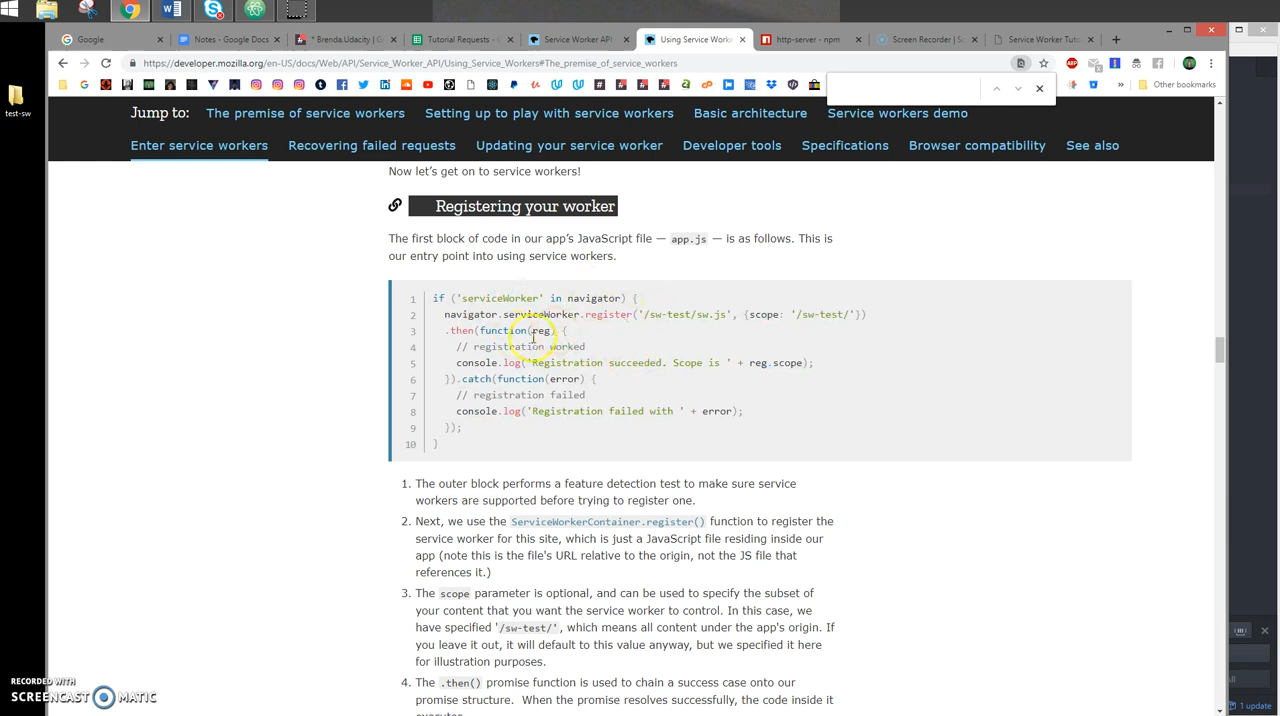 Google
Notes - Google Docs
* Brenda.Udacity | G
Tutorial Requests - G
Service Worker API
Using Service Worke
http-server - npm
Screen Recorder | Sc
Service Worker Tuto
https://developer.mozilla.org/en-US/docs/Web/API/Service_Worker_API/Using_Service_Workers#The_premise_of_service_workers
Other bookmarks
test-sw
Jump to: The premise of service workers Setting up to play with service workers Basic architecture Service workers demo
Enter service workers Recovering failed requests Updating your service worker Developer tools Specifications Browser compatibility See also
Now let's get on to service workers!
Registering your worker
The first block of code in our app's JavaScript file — app.js — is as follows. This is
our entry point into using service workers.
1 if ('serviceWorker' in navigator) {
2 navigator.serviceWorker.register('/sw-test/sw.js', {scope: '/sw-test/'})
3 .then(function(reg) {
4 // registration worked
5 console.log('Registration succeeded. Scope is ' + reg.scope);
6 }).catch(function(error) {
7 // registration failed
8 console.log('Registration failed with ' + error);
9 });
10 }
1. The outer block performs a feature detection test to make sure service
workers are supported before trying to register one.
2. Next, we use the ServiceWorkerContainer.register() function to register the
service worker for this site, which is just a JavaScript file residing inside our
app (note this is the file's URL relative to the origin, not the JS file that
references it.)
3. The scope parameter is optional, and can be used to specify the subset of
your content that you want the service worker to control. In this case, we
have specified '/sw-test/', which means all content under the app's origin. If
you leave it out, it will default to this value anyway, but we specified it here
for illustration purposes.
4. The .then() promise function is used to chain a success case onto our
promise structure. When the promise resolves successfully, the code inside it
RECORDED WITH
SCREENCAST MATIC
1 update